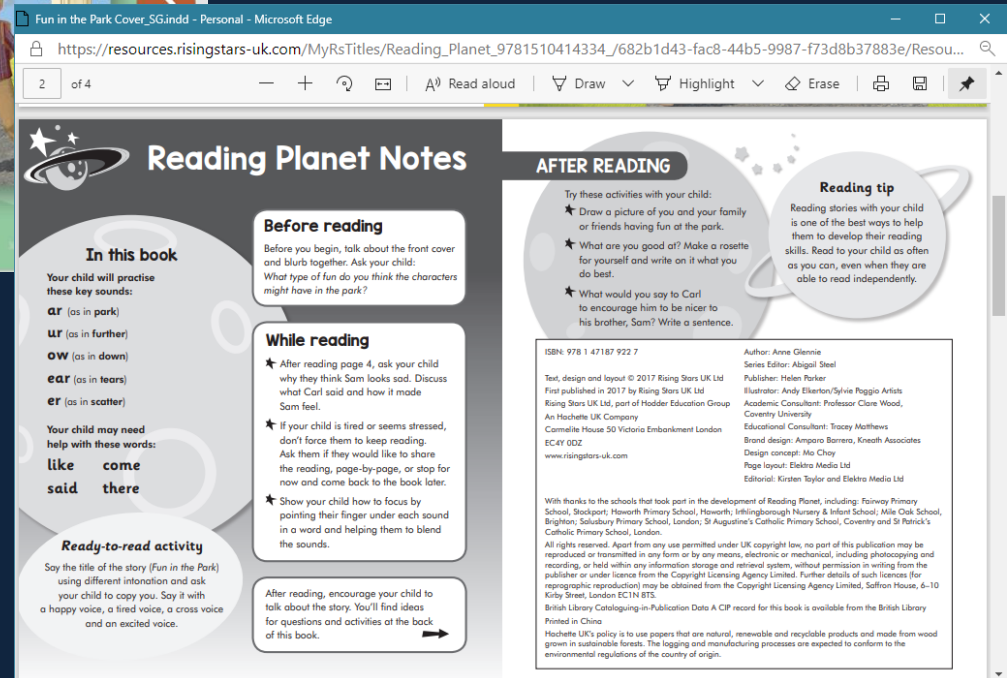 Fun in the Park Cover_SG.indd - Personal - Microsoft Edge
https://resources.risingstars-uk.com/MyRsTitles/Reading_Planet_9781510414334_/682b1d43-fac8-44b5-9987-f73d8b37883e/Resou...
2 of 4
Read aloud
Draw
Highlight
Erase
Reading Planet Notes
In this book
Your child will practise
these key sounds:
ar (as in park)
ur (as in further)
ow (as in down)
ear (as in tears)
er (as in scatter)
Your child may need
help with these words:
like come
said there
Ready-to-read activity
Say the title of the story (Fun in the Park)
using different intonation and ask
your child to copy you. Say it with
a happy voice, a tired voice, a cross voice
and an excited voice.
Before reading
Before you begin, talk about the front cover
and blurb together. Ask your child:
What type of fun do you think the characters
might have in the park?
While reading
After reading page 4, ask your child
why they think Sam looks sad. Discuss
what Carl said and how it made
Sam feel.
If your child is tired or seems stressed,
don't force them to keep reading.
Ask them if they would like to share
the reading, page-by-page, or stop for
now and come back to the book later.
Show your child how to focus by
pointing their finger under each sound
in a word and helping them to blend
the sounds.
After reading, encourage your child to
talk about the story. You'll find ideas
for questions and activities at the back
of this book.
AFTER READING
Try these activities with your child:
Draw a picture of you and your family
or friends having fun at the park.
What are you good at? Make a rosette
for yourself and write on it what you
do best.
What would you say to Carl
to encourage him to be nicer to
his brother, Sam? Write a sentence.
Reading tip
Reading stories with your child
is one of the best ways to help
them to develop their reading
skills. Read to your child as often
as you can, even when they are
able to read independently.
ISBN: 978 1 47187 922 7
Text, design and layout © 2017 Rising Stars UK Ltd
First published in 2017 by Rising Stars UK Ltd
Rising Stars UK Ltd, part of Hodder Education Group
An Hachette UK Company
Carmelite House 50 Victoria Embankment London
EC4Y 0DZ
www.risingstars-uk.com
Author: Anne Glennie
Series Editor: Abigail Steel
Publisher: Helen Parker
Illustrator: Andy Elkerton/Sylvie Poggio Artists
Academic Consultant: Professor Clare Wood,
Coventry University
Educational Consultant: Tracey Matthews
Brand design: Amparo Barrera, Kneath Associates
Design concept: Mo Choy
Page layout: Elektra Media Ltd
Editorial: Kirsten Taylor and Elektra Media Ltd
With thanks to the schools that took part in the development of Reading Planet, including: Fairway Primary
School, Stockport; Haworth Primary School, Haworth; Irthlingborough Nursery & Infant School; Mile Oak School,
Brighton; Salusbury Primary School, London; St Augustine's Catholic Primary School, Coventry and St Patrick's
Catholic Primary School, London.
All rights reserved. Apart from any use permitted under UK copyright law, no part of this publication may be
reproduced or transmitted in any form or by any means, electronic or mechanical, including photocopying and
recording, or held within any information storage and retrieval system, without permission in writing from the
publisher or under licence from the Copyright Licensing Agency Limited. Further details of such licences (for
reprographic reproduction) may be obtained from the Copyright Licensing Agency Limited, Saffron House, 6–10
Kirby Street, London EC1N 8TS.
British Library Cataloguing-in-Publication Data A CIP record for this book is available from the British Library
Printed in China
Hachette UK's policy is to use papers that are natural, renewable and recyclable products and made from wood
grown in sustainable forests. The logging and manufacturing processes are expected to conform to the
environmental regulations of the country of origin.